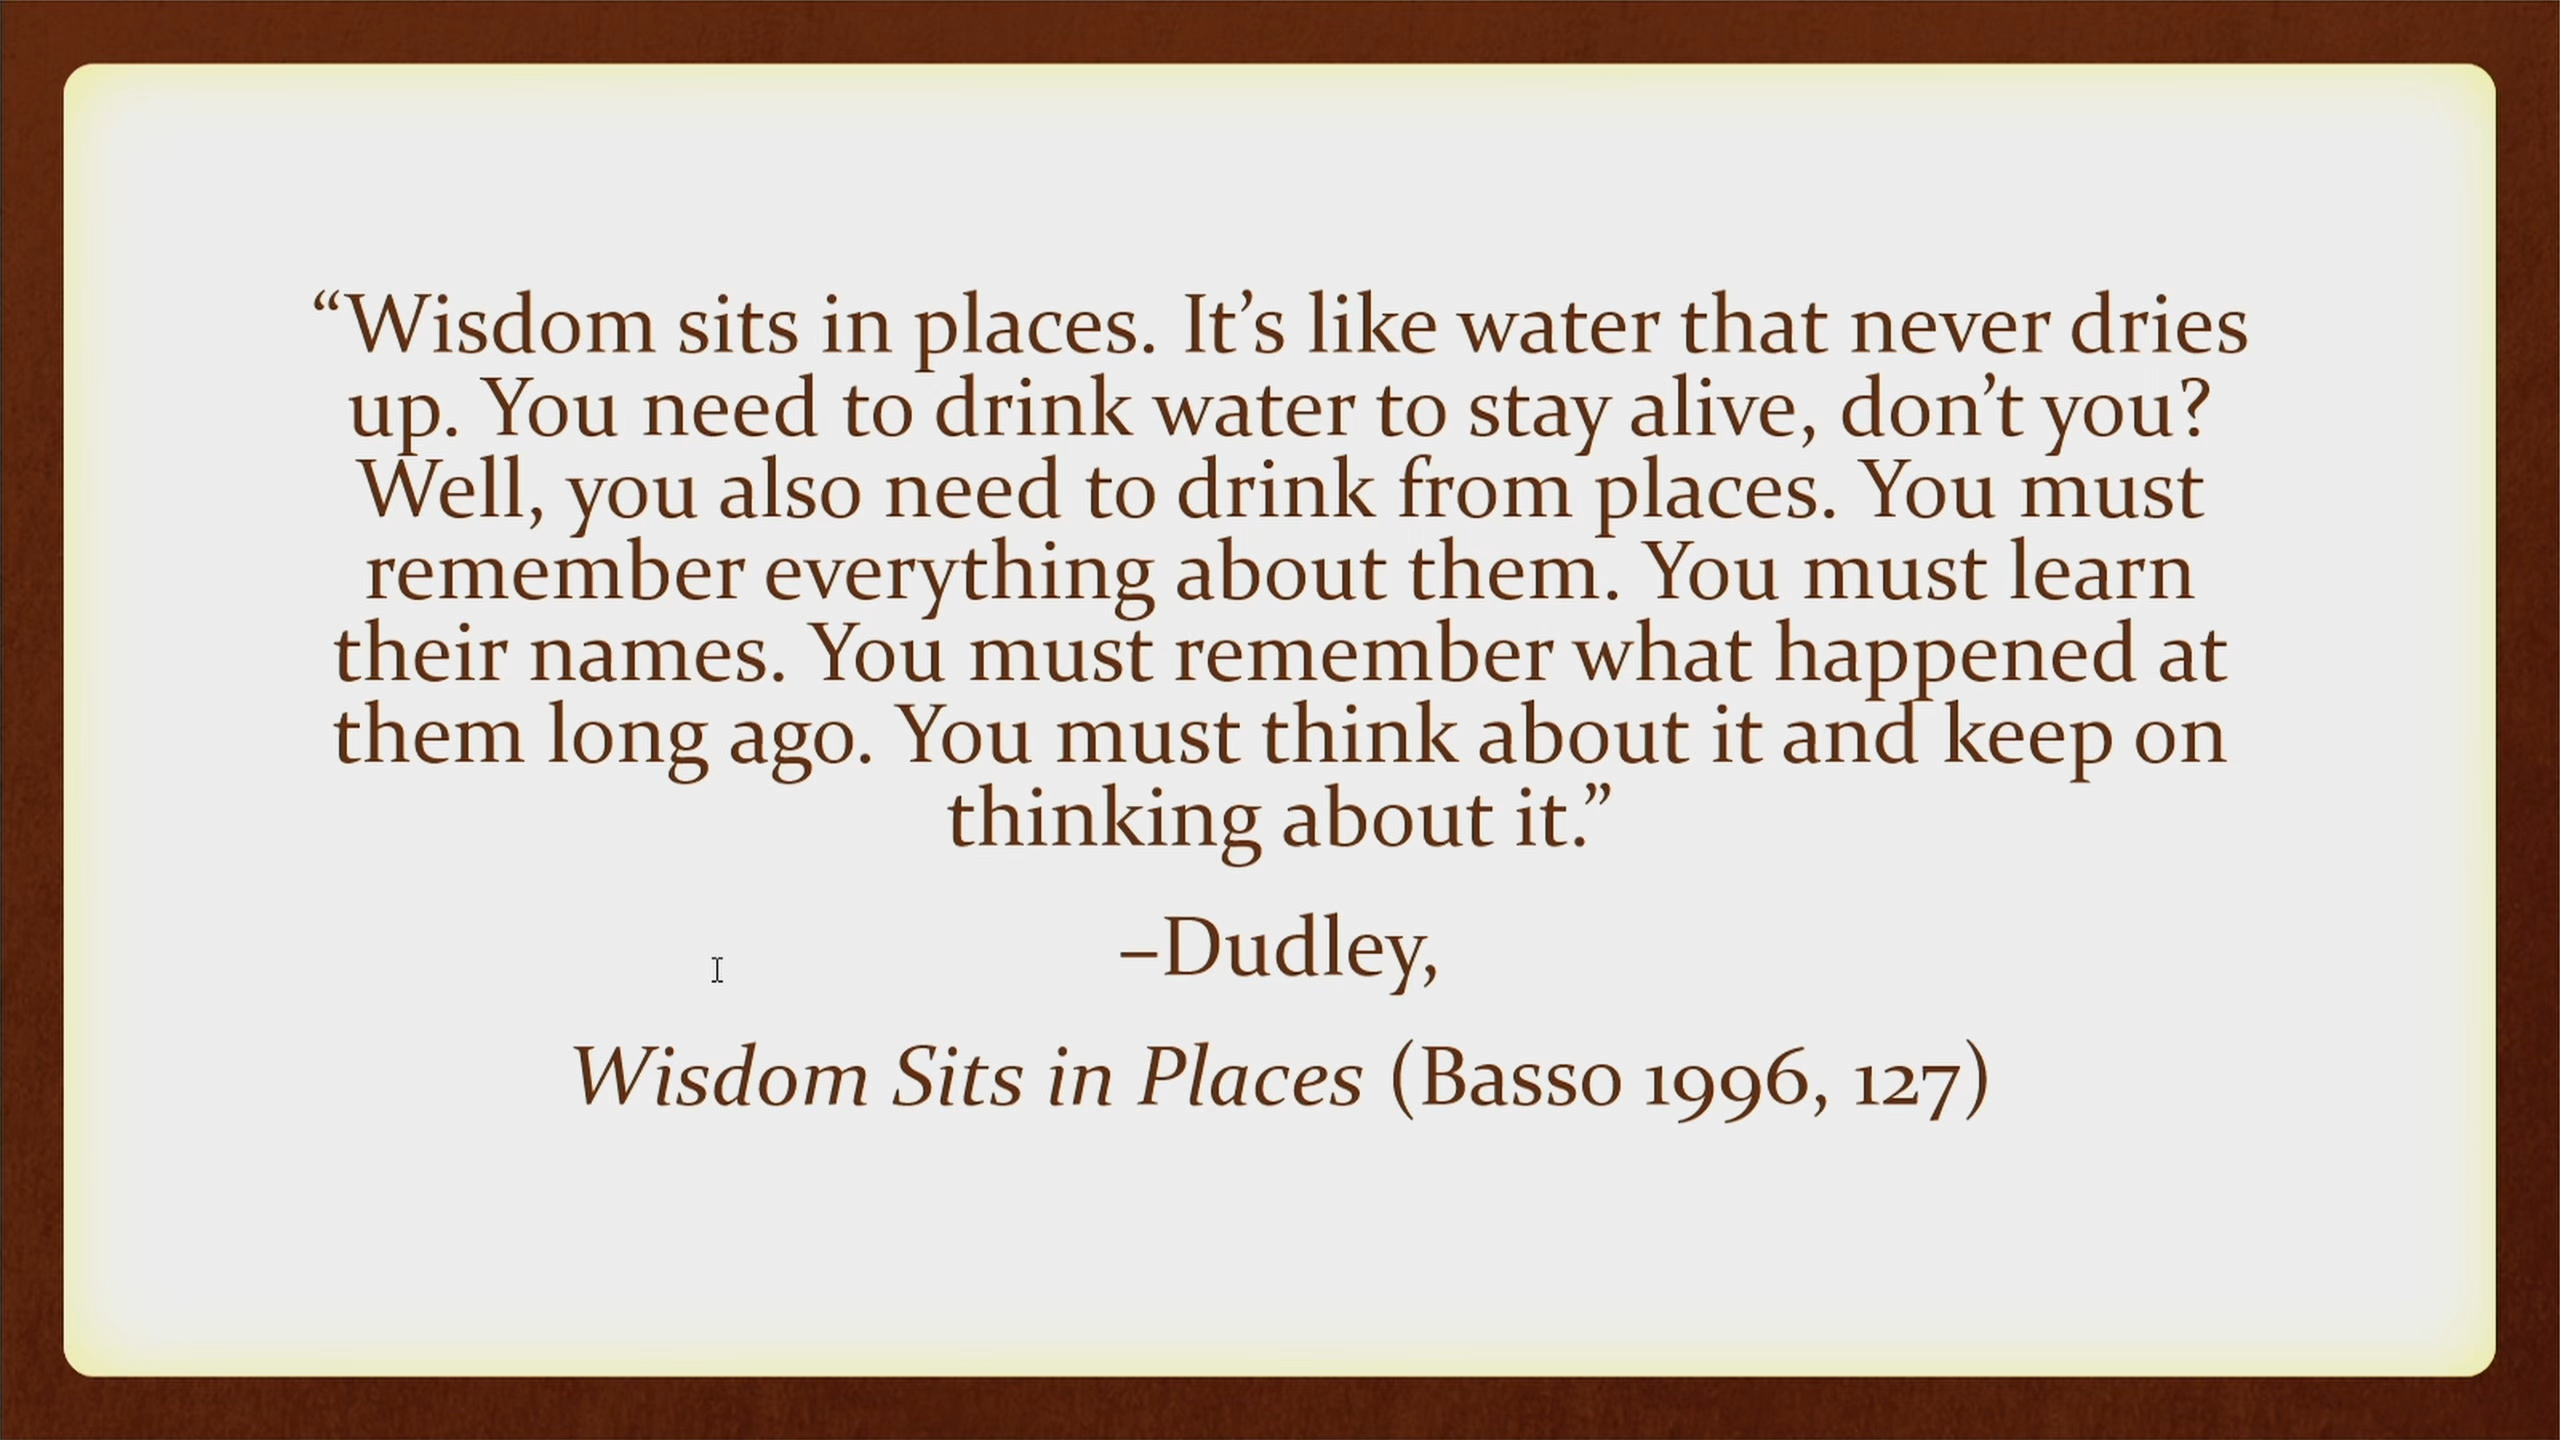 “Wisdom sits in places. It’s like water that never dries
up. You need to drink water to stay alive, don’t you?
Well, you also need to drink from places. You must
remember everything about them. You must learn
their names. You must remember what happened at
them long ago. You must think about it and keep on
thinking about it.”
–Dudley,
Wisdom Sits in Places (Basso 1996, 127)